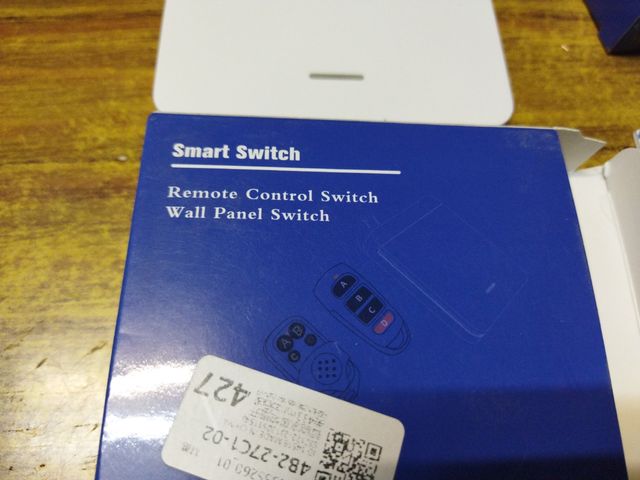 Smart Switch
Remote Control Switch
Wall Panel Switch
A
B
C
D
A B
C
427
4B2-27C1-02